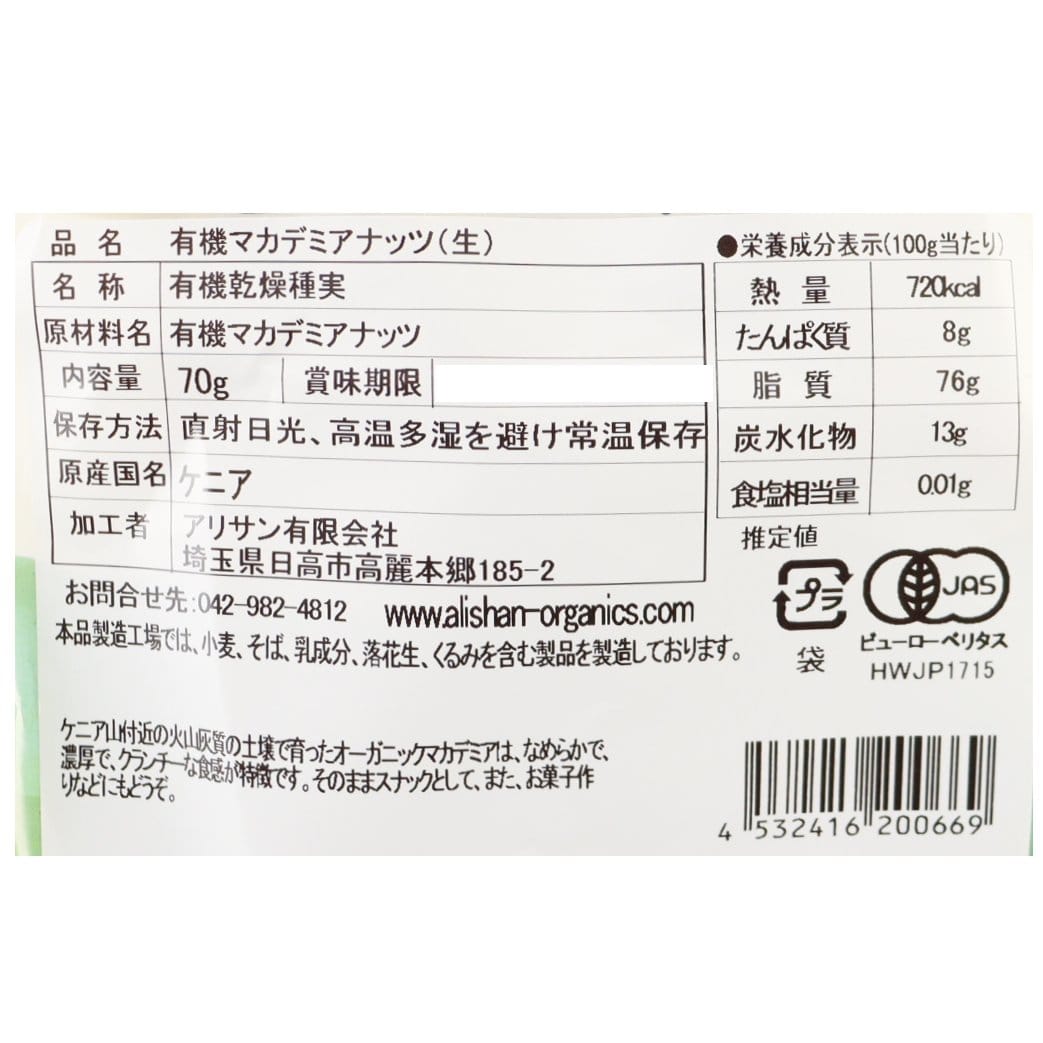 品名 有機マカデミアナッツ(生)
名称 有機乾燥種実
原材料名 有機マカデミアナッツ
内容量 70g 賞味期限
保存方法 直射日光、高温多湿を避け常温保存
原産国名 ケニア
加工者 アリサン有限会社
埼玉県日高市高麗本郷185-2
お問合せ先:042-982-4812 www.alishan-organics.com
本品製造工場では、小麦、そば、乳成分、落花生、くるみを含む製品を製造しております。
●栄養成分表示(100g当たり)
熱量 720kcal
たんぱく質 8g
脂質 76g
炭水化物 13g
食塩相当量 0.01g
推定値
プラ
袋
JAS
ビューローベリタス
HWJP1715
ケニア山付近の火山灰質の土壌で育ったオーガニックマカデミアは、なめらかで、
濃厚で、クランチーな食感が特徴です。そのままスナックとして、また、お菓子作
りなどにもどうぞ。
4 532416 200669